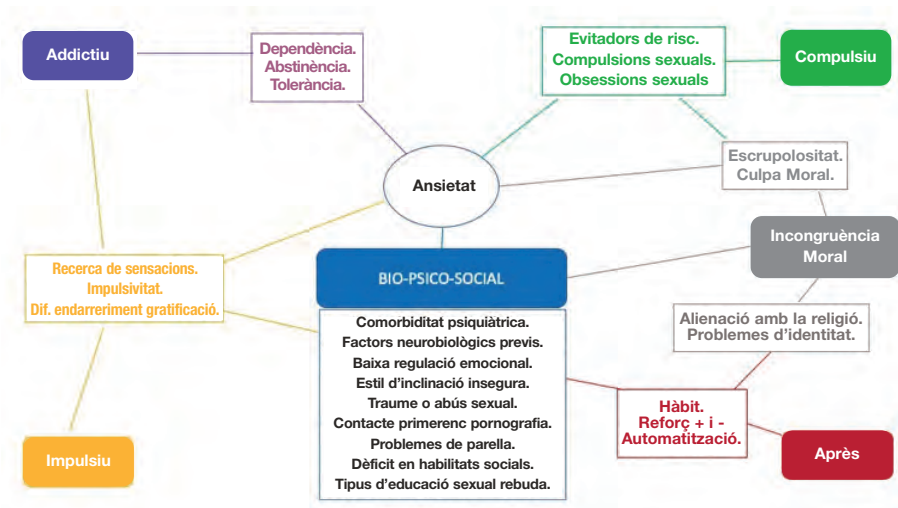 Addictiu
Dependència.
Abstinència.
Tolerància.
Evitadors de risc.
Compulsions sexuals.
Obsessions sexuals
Compulsiu
Ansietat
Escrupolositat.
Culpa Moral.
Incongruència
Moral
Recerca de sensacions.
Impulsivitat.
Dif. endarreriment gratificació.
BIO-PSICO-SOCIAL
Comorbiditat psiquiàtrica.
Factors neurobiològics previs.
Baixa regulació emocional.
Estil d'inclinació insegura.
Traume o abús sexual.
Contacte primerenc pornografia.
Problemes de parella.
Dèficit en habilitats socials.
Tipus d'educació sexual rebuda.
Alienació amb la religió.
Problemes d'identitat.
Hàbit.
Reforç + i -
Automatització.
Impulsiu
Après